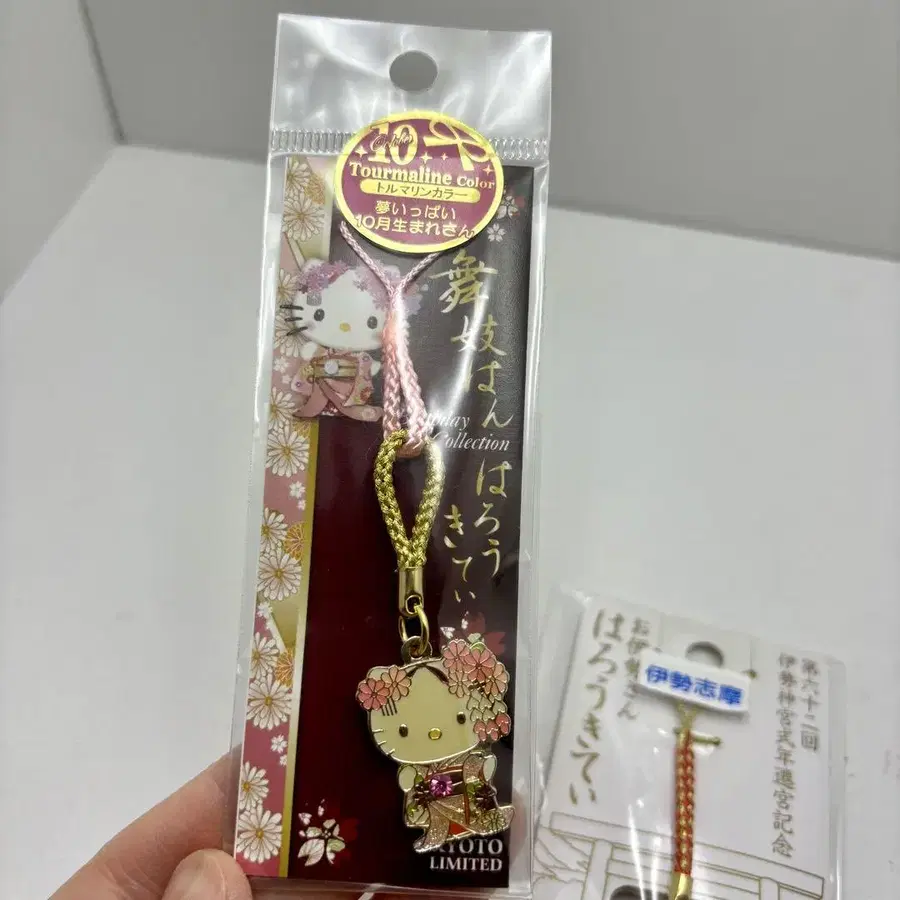 10
Tourmaline Color
トルマリンカラー
夢いっぱい
10月生まれさん
舞妓はん
はろう
きてぃ
Collection
KYOTO
LIMITED
伊勢志摩
第六十二回
伊勢神宮式年遷宮記念
お伊勢さん
はろうきてぃ